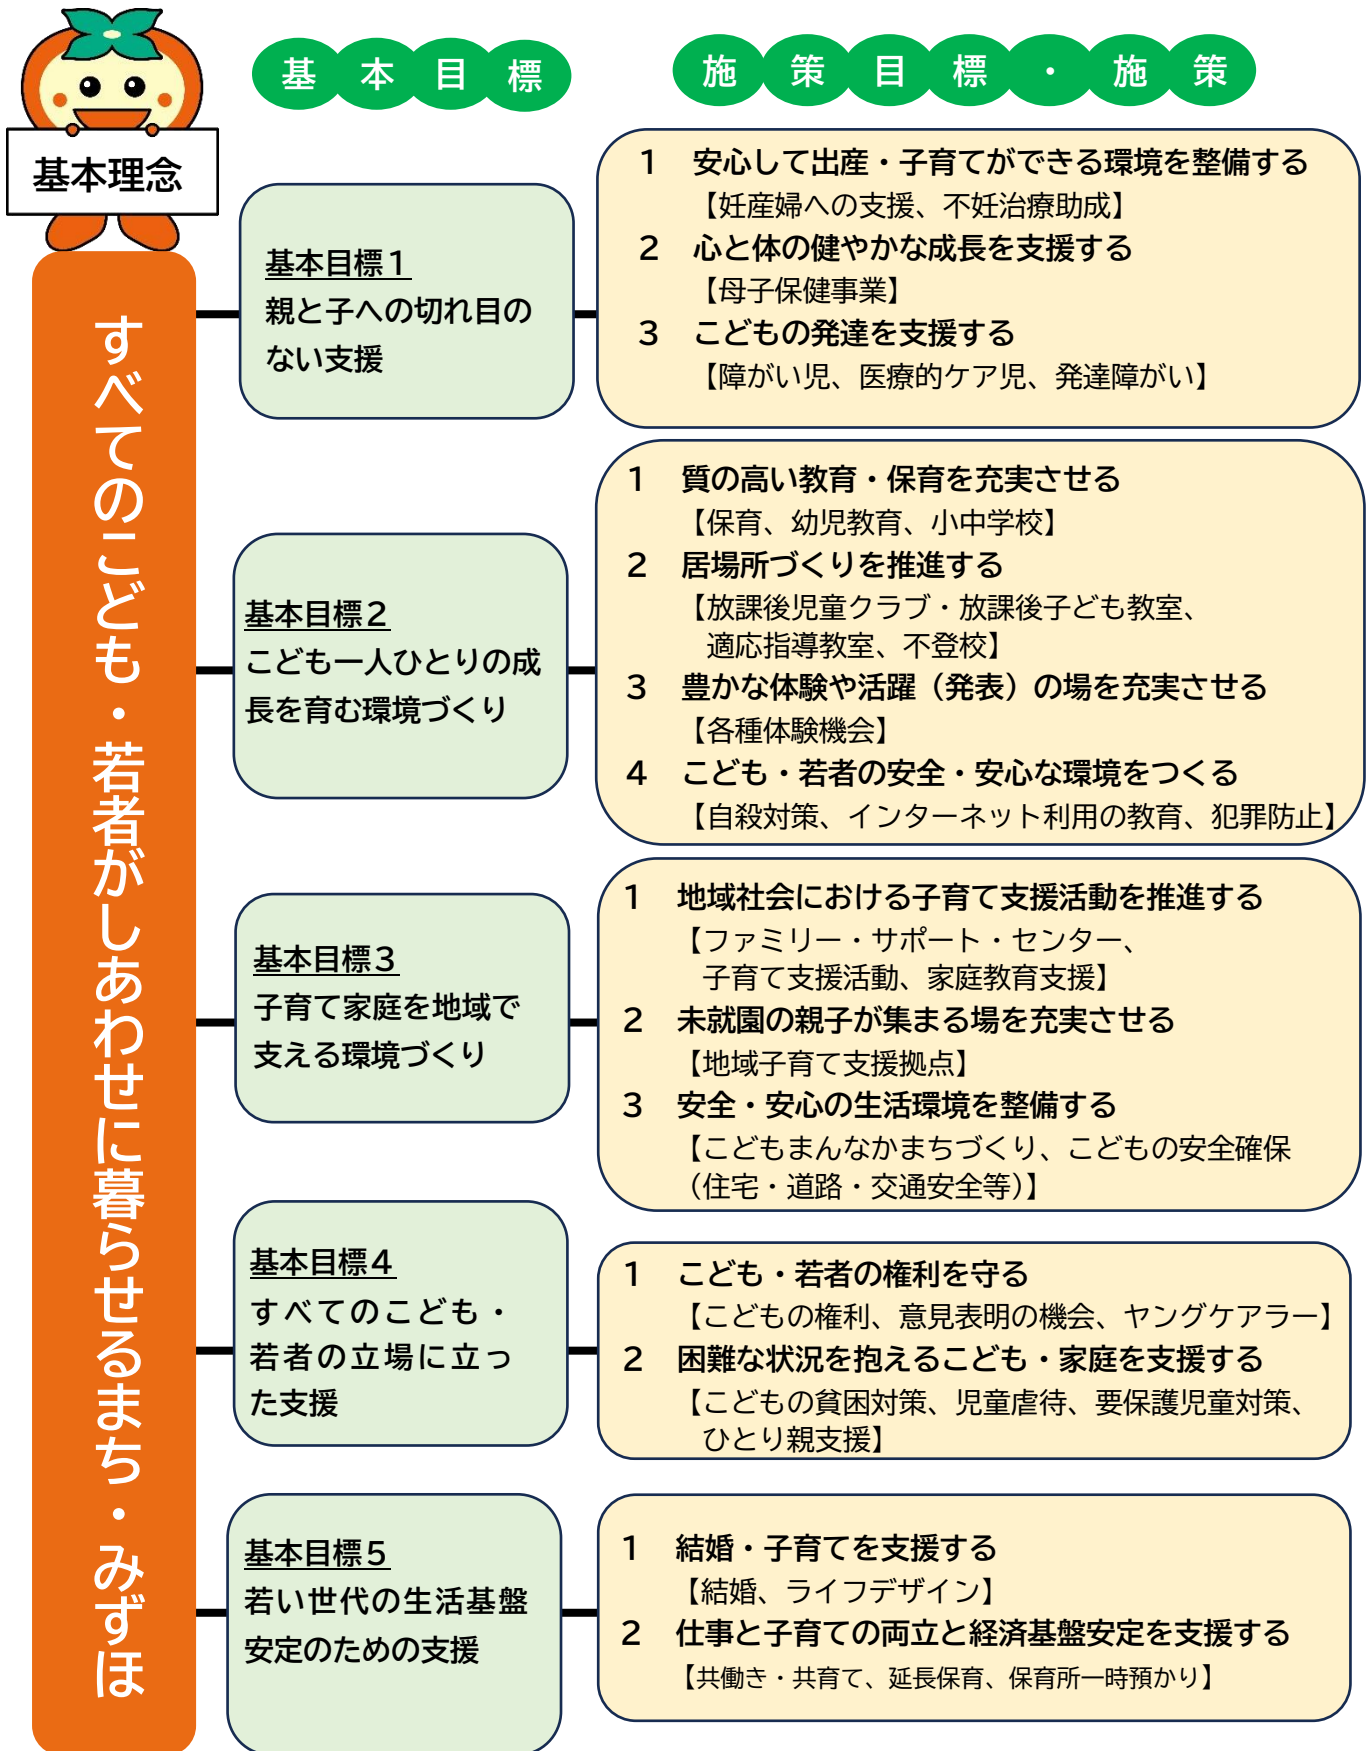 基本目標
施策目標・施策
基本理念
すべてのこども・若者がしあわせに暮らせるまち・みずほ
基本目標1
親と子への切れ目の
ない支援
1 安心して出産・子育てができる環境を整備する
【妊産婦への支援、不妊治療助成】
2 心と体の健やかな成長を支援する
【母子保健事業】
3 こどもの発達を支援する
【障がい児、医療的ケア児、発達障がい】
基本目標2
こども一人ひとりの成
長を育む環境づくり
1 質の高い教育・保育を充実させる
【保育、幼児教育、小中学校】
2 居場所づくりを推進する
【放課後児童クラブ・放課後子ども教室、
適応指導教室、不登校】
3 豊かな体験や活躍（発表）の場を充実させる
【各種体験機会】
4 こども・若者の安全・安心な環境をつくる
【自殺対策、インターネット利用の教育、犯罪防止】
基本目標3
子育て家庭を地域で
支える環境づくり
1 地域社会における子育て支援活動を推進する
【ファミリー・サポート・センター、
子育て支援活動、家庭教育支援】
2 未就園の親子が集まる場を充実させる
【地域子育て支援拠点】
3 安全・安心の生活環境を整備する
【こどもまんなかまちづくり、こどもの安全確保
（住宅・道路・交通安全等）】
基本目標4
すべてのこども・
若者の立場に立っ
た支援
1 こども・若者の権利を守る
【こどもの権利、意見表明の機会、ヤングケアラー】
2 困難な状況を抱えるこども・家庭を支援する
【こどもの貧困対策、児童虐待、要保護児童対策、
ひとり親支援】
基本目標5
若い世代の生活基盤
安定のための支援
1 結婚・子育てを支援する
【結婚、ライフデザイン】
2 仕事と子育ての両立と経済基盤安定を支援する
【共働き・共育て、延長保育、保育所一時預かり】